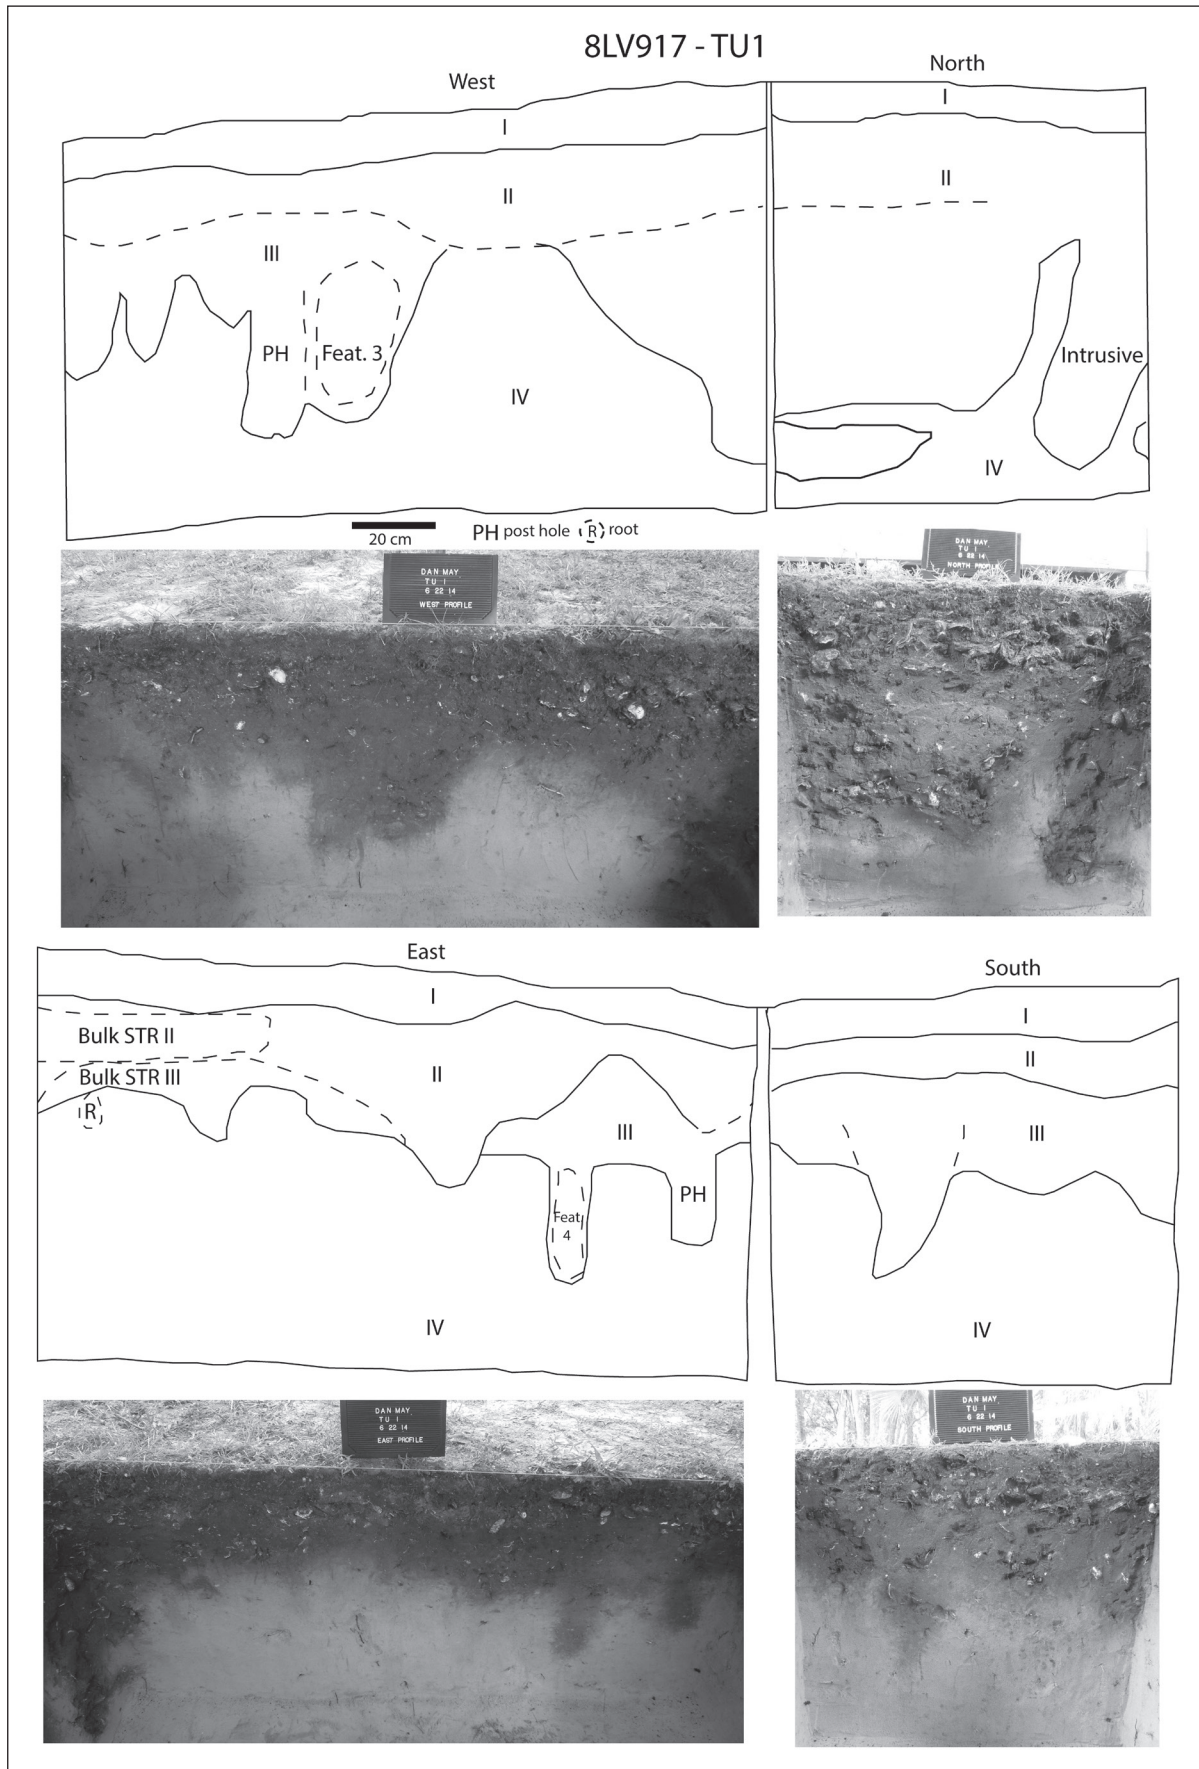 8LV917 - TU1
West
North
I
I
II
II
III
PH
Feat. 3
Intrusive
IV
IV
20 cm
PH post hole R root
DAN MAY
TU 1
6 22 14
WEST PROFILE
DAN MAY
TU 1
6 22 14
NORTH PROFILE
East
South
I
I
Bulk STR II
II
II
Bulk STR III
R
III
III
PH
Feat.
4
IV
IV
DAN MAY
TU 1
6 22 14
EAST PROFILE
DAN MAY
TU 1
6 22 14
SOUTH PROFILE